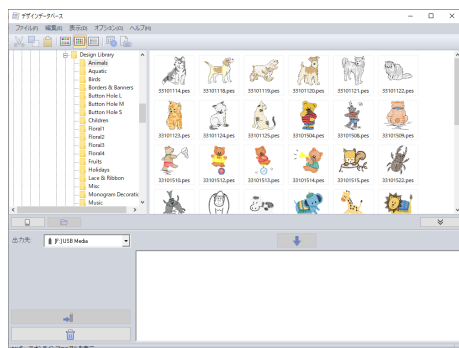 デザインデータベース
ファイル(F) 編集(E) 表示(D) オプション(O) ヘルプ(H)
Design Library
Animals
Aquatic
Birds
Borders & Banners
Button Hole L
Button Hole M
Button Hole S
Children
Floral1
Floral2
Floral3
Floral4
Fruits
Holidays
Lace & Ribbon
Misc
Monogram Decoratic
Music
33101114.pes 33101118.pes 33101119.pes 33101120.pes 33101121.pes 33101122.pes
33101123.pes 33101124.pes 33101125.pes 33101504.pes 33101508.pes 33101509.pes
33101510.pes 33101512.pes 33101513.pes 33101514.pes 33101515.pes 33101522.pes
出力先:
[F:] USB Media